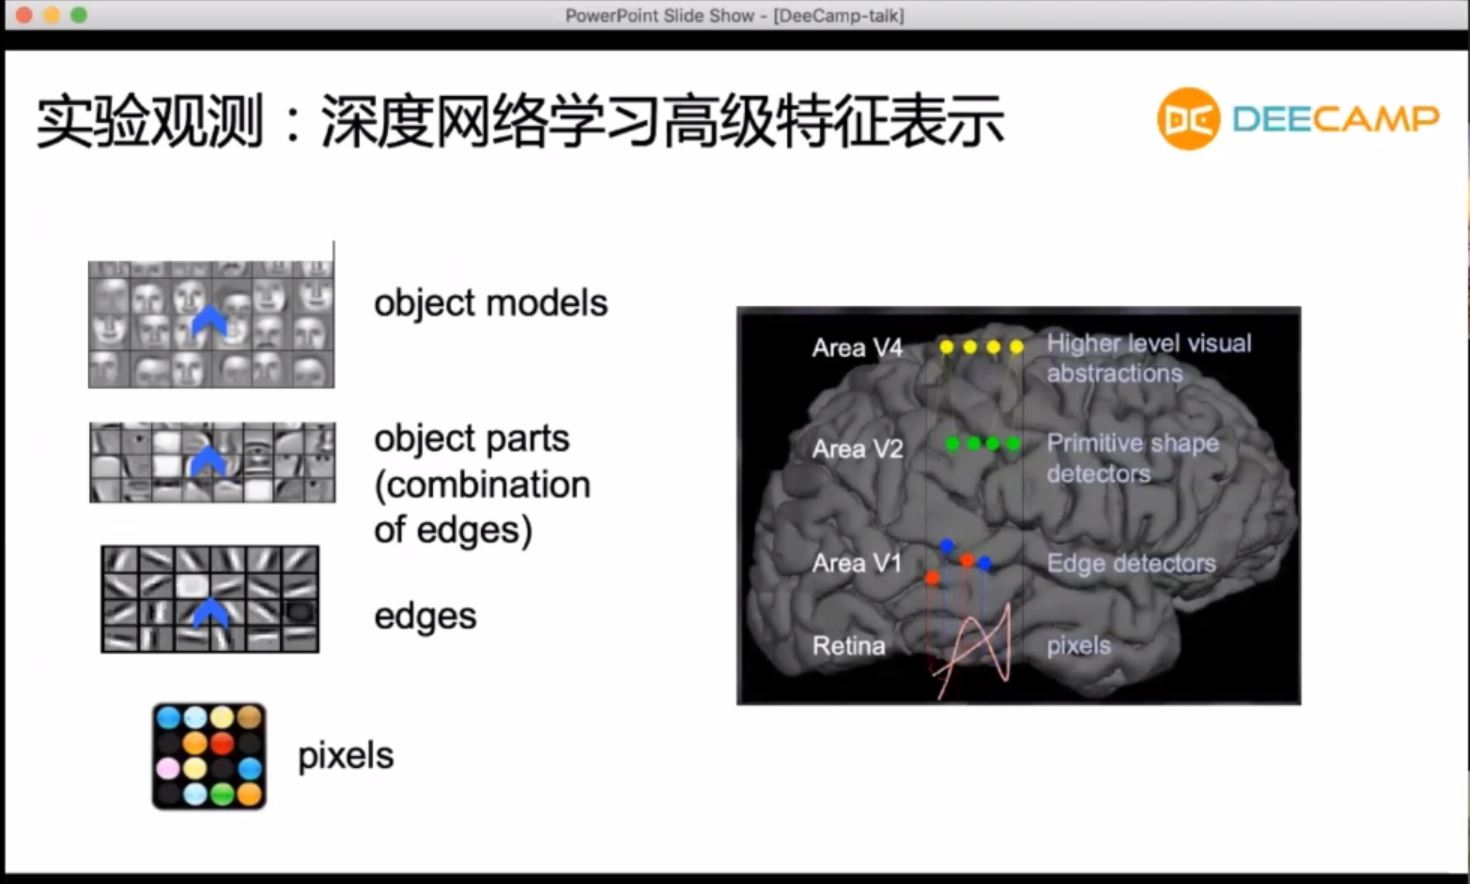 PowerPoint Slide Show - [DeeCamp-talk]
实验观测：深度网络学习高级特征表示
DC DEECAMP
object models
object parts
(combination
of edges)
edges
pixels
Area V4
Higher level visual
abstractions
Area V2
Primitive shape
detectors
Area V1
Edge detectors
Retina
pixels